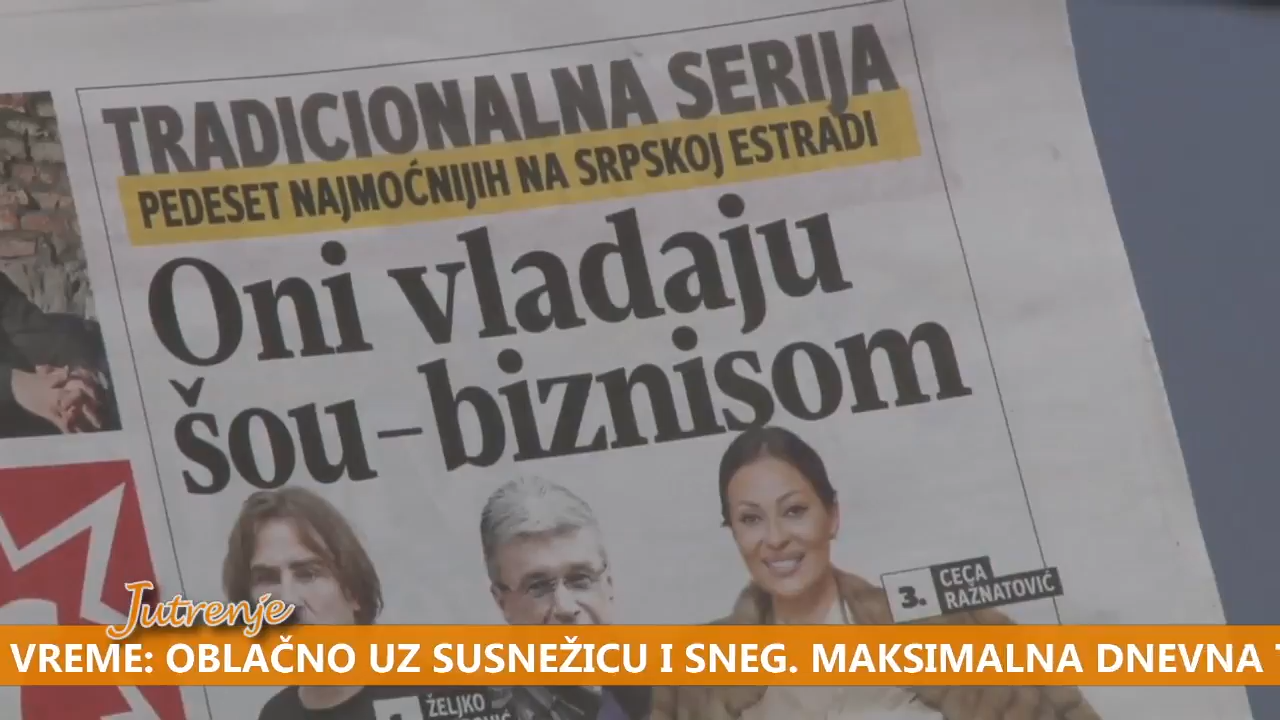 TRADICIONALNA SERIJA
PEDESET NAJMOĆNIJIH NA SRPSKOJ ESTRADI
Oni vladaju
šou-biznisom
3. CECA
RAŽNATOVIĆ
Jutrenje
VREME: OBLAČNO UZ SUSNEŽICU I SNEG. MAKSIMALNA DNEVNA
ŽELJKO